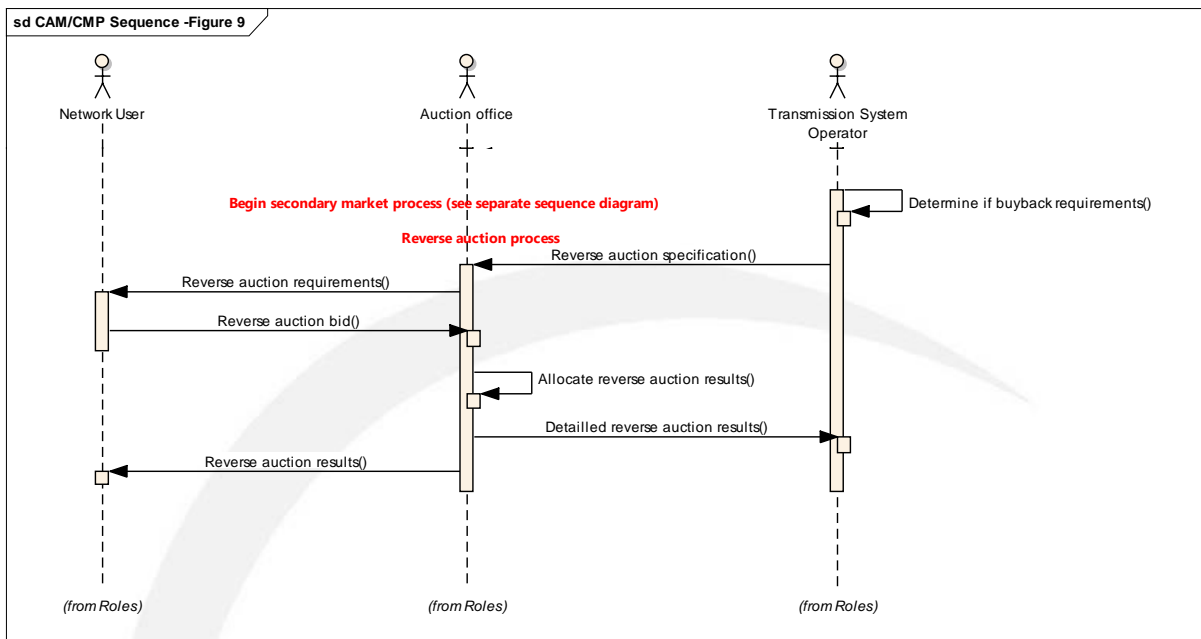 sd CAM/CMP Sequence -Figure 9
Network User
Auction office
Transmission System
Operator
Begin secondary market process (see separate sequence diagram)
Determine if buyback requirements()
Reverse auction process
Reverse auction specification()
Reverse auction requirements()
Reverse auction bid()
Allocate reverse auction results()
Detailled reverse auction results()
Reverse auction results()
(from Roles)
(from Roles)
(from Roles)